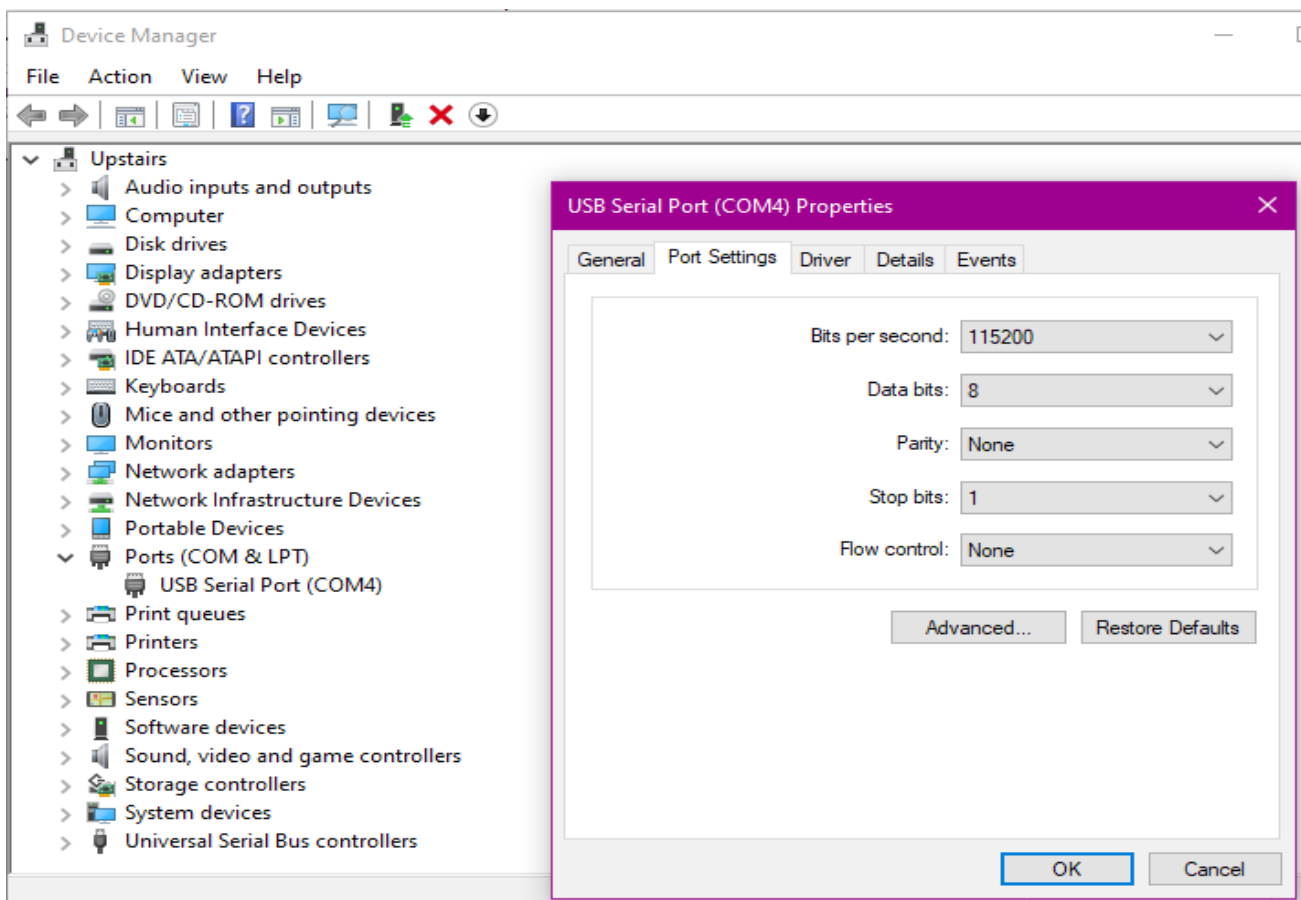 Device Manager
File Action View Help
Upstairs
Audio inputs and outputs
Computer
Disk drives
Display adapters
DVD/CD-ROM drives
Human Interface Devices
IDE ATA/ATAPI controllers
Keyboards
Mice and other pointing devices
Monitors
Network adapters
Network Infrastructure Devices
Portable Devices
Ports (COM & LPT)
USB Serial Port (COM4)
Print queues
Printers
Processors
Sensors
Software devices
Sound, video and game controllers
Storage controllers
System devices
Universal Serial Bus controllers
USB Serial Port (COM4) Properties
General Port Settings Driver Details Events
Bits per second: 115200
Data bits: 8
Parity: None
Stop bits: 1
Flow control: None
Advanced... Restore Defaults
OK Cancel